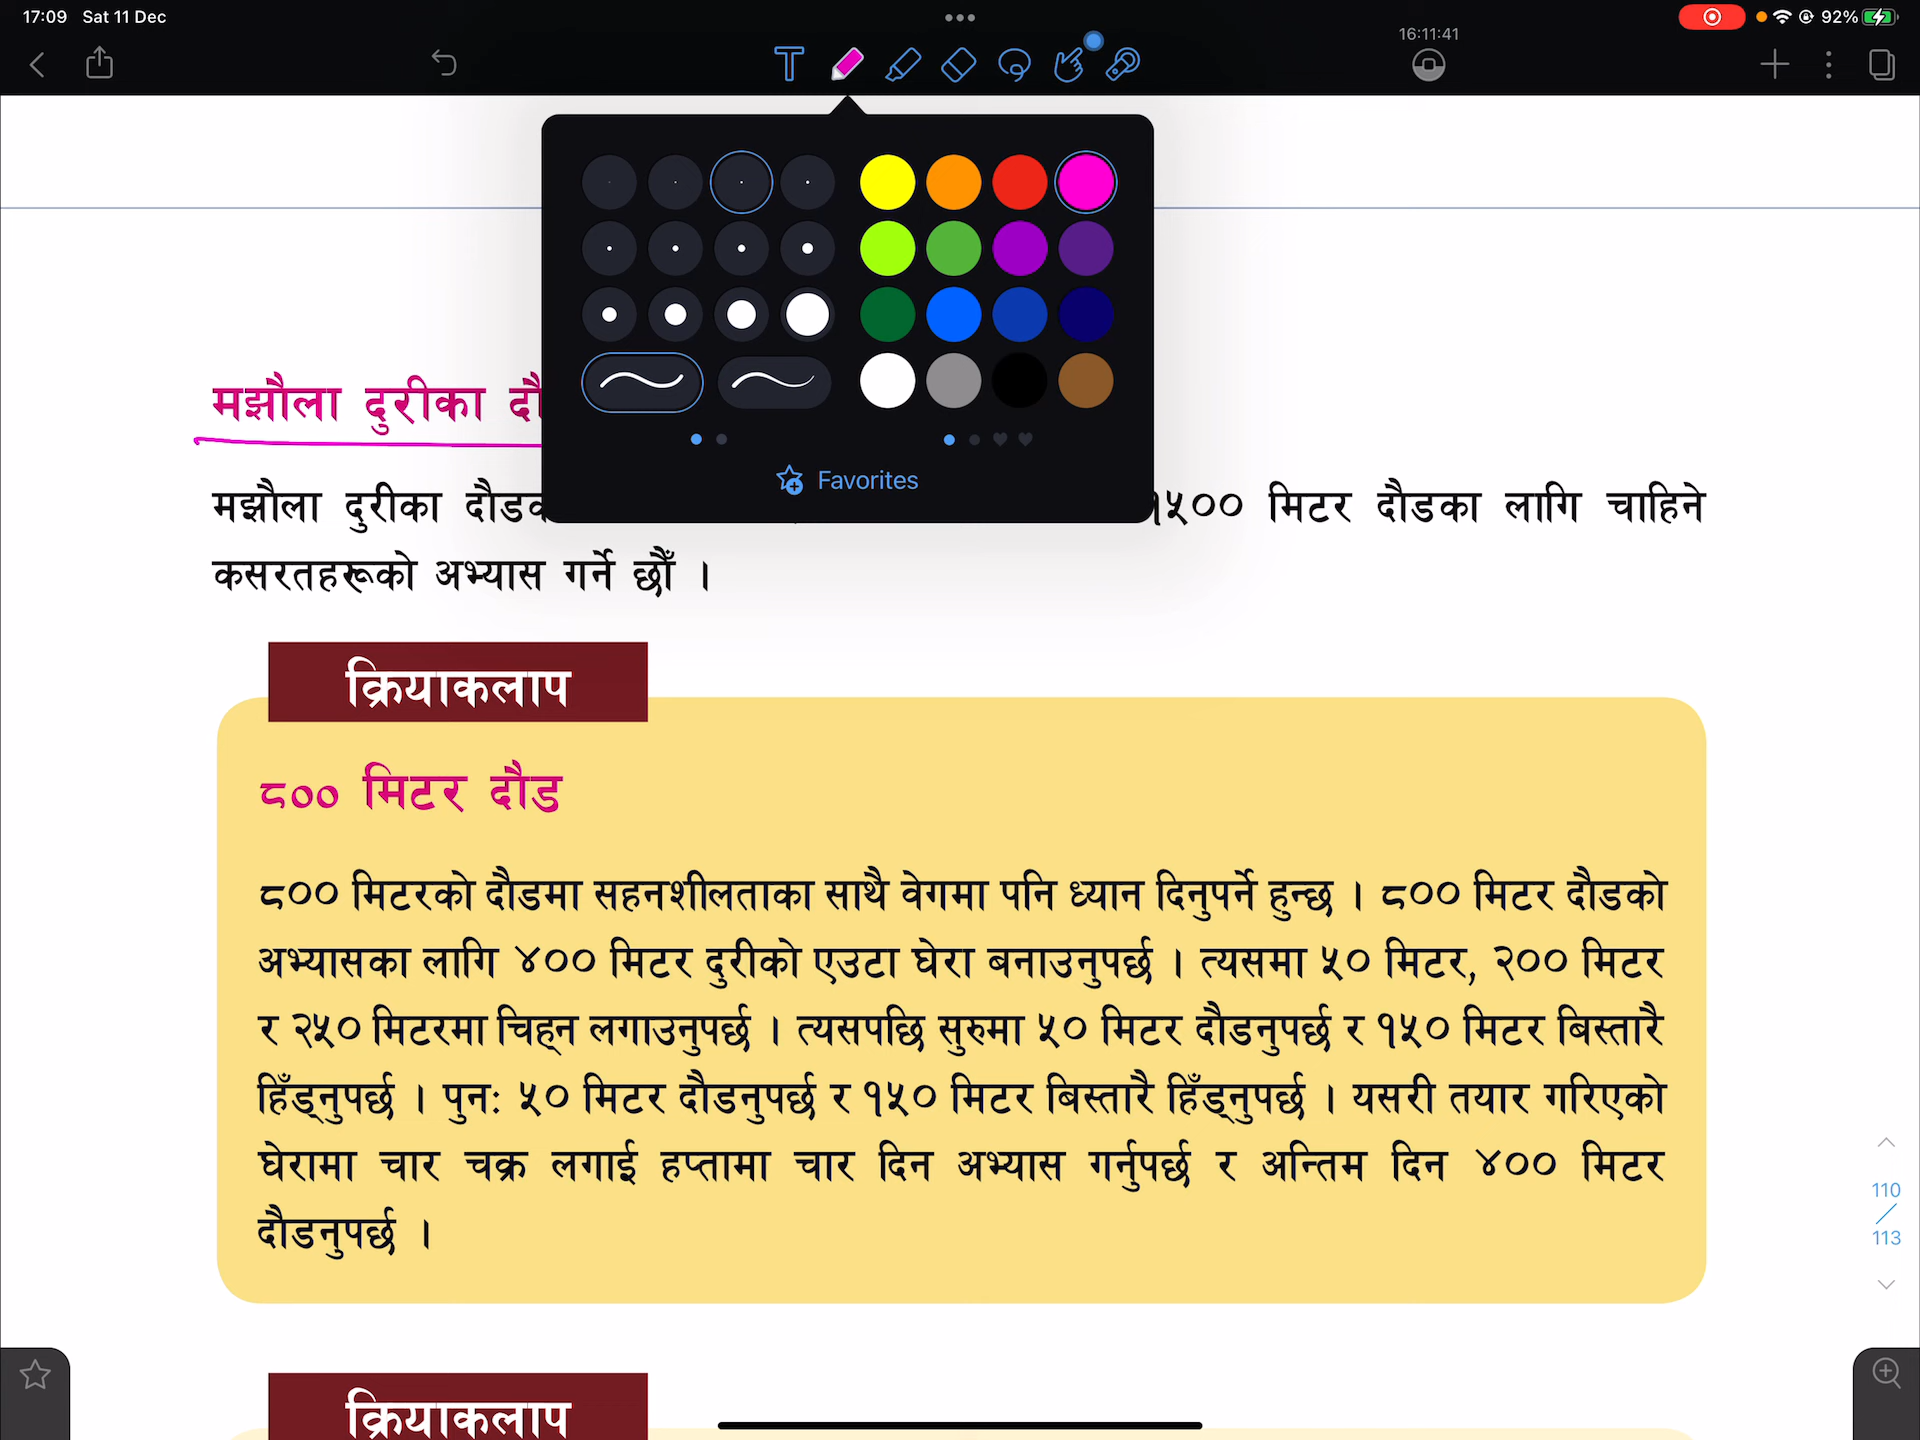 17:09 Sat 11 Dec
92%
16:11:41
Favorites
मझौला दुरीका
मझौला दुरीका १५०० मिटर दौडका लागि चाहिने
कसरतहरूको अभ्यास गर्ने छौँ ।
क्रियाकलाप
८०० मिटर दौड
८०० मिटरको दौडमा सहनशीलताका साथै वेगमा पनि ध्यान दिनुपर्ने हुन्छ । ८०० मिटर दौडको
अभ्यासका लागि ४०० मिटर दुरीको एउटा घेरा बनाउनुपर्छ । त्यसमा ५० मिटर, २०० मिटर
र २५० मिटरमा चिह्न लगाउनुपर्छ । त्यसपछि सुरुमा ५० मिटर दौडनुपर्छ र १५० मिटर बिस्तारै
हिँड्नुपर्छ । पुनः ५० मिटर दौडनुपर्छ र १५० मिटर बिस्तारै हिँड्नुपर्छ । यसरी तयार गरिएको
घेरामा चार चक्र लगाई हप्तामा चार दिन अभ्यास गर्नुपर्छ र अन्तिम दिन ४०० मिटर
दौडनुपर्छ ।
110
113
क्रियाकलाप